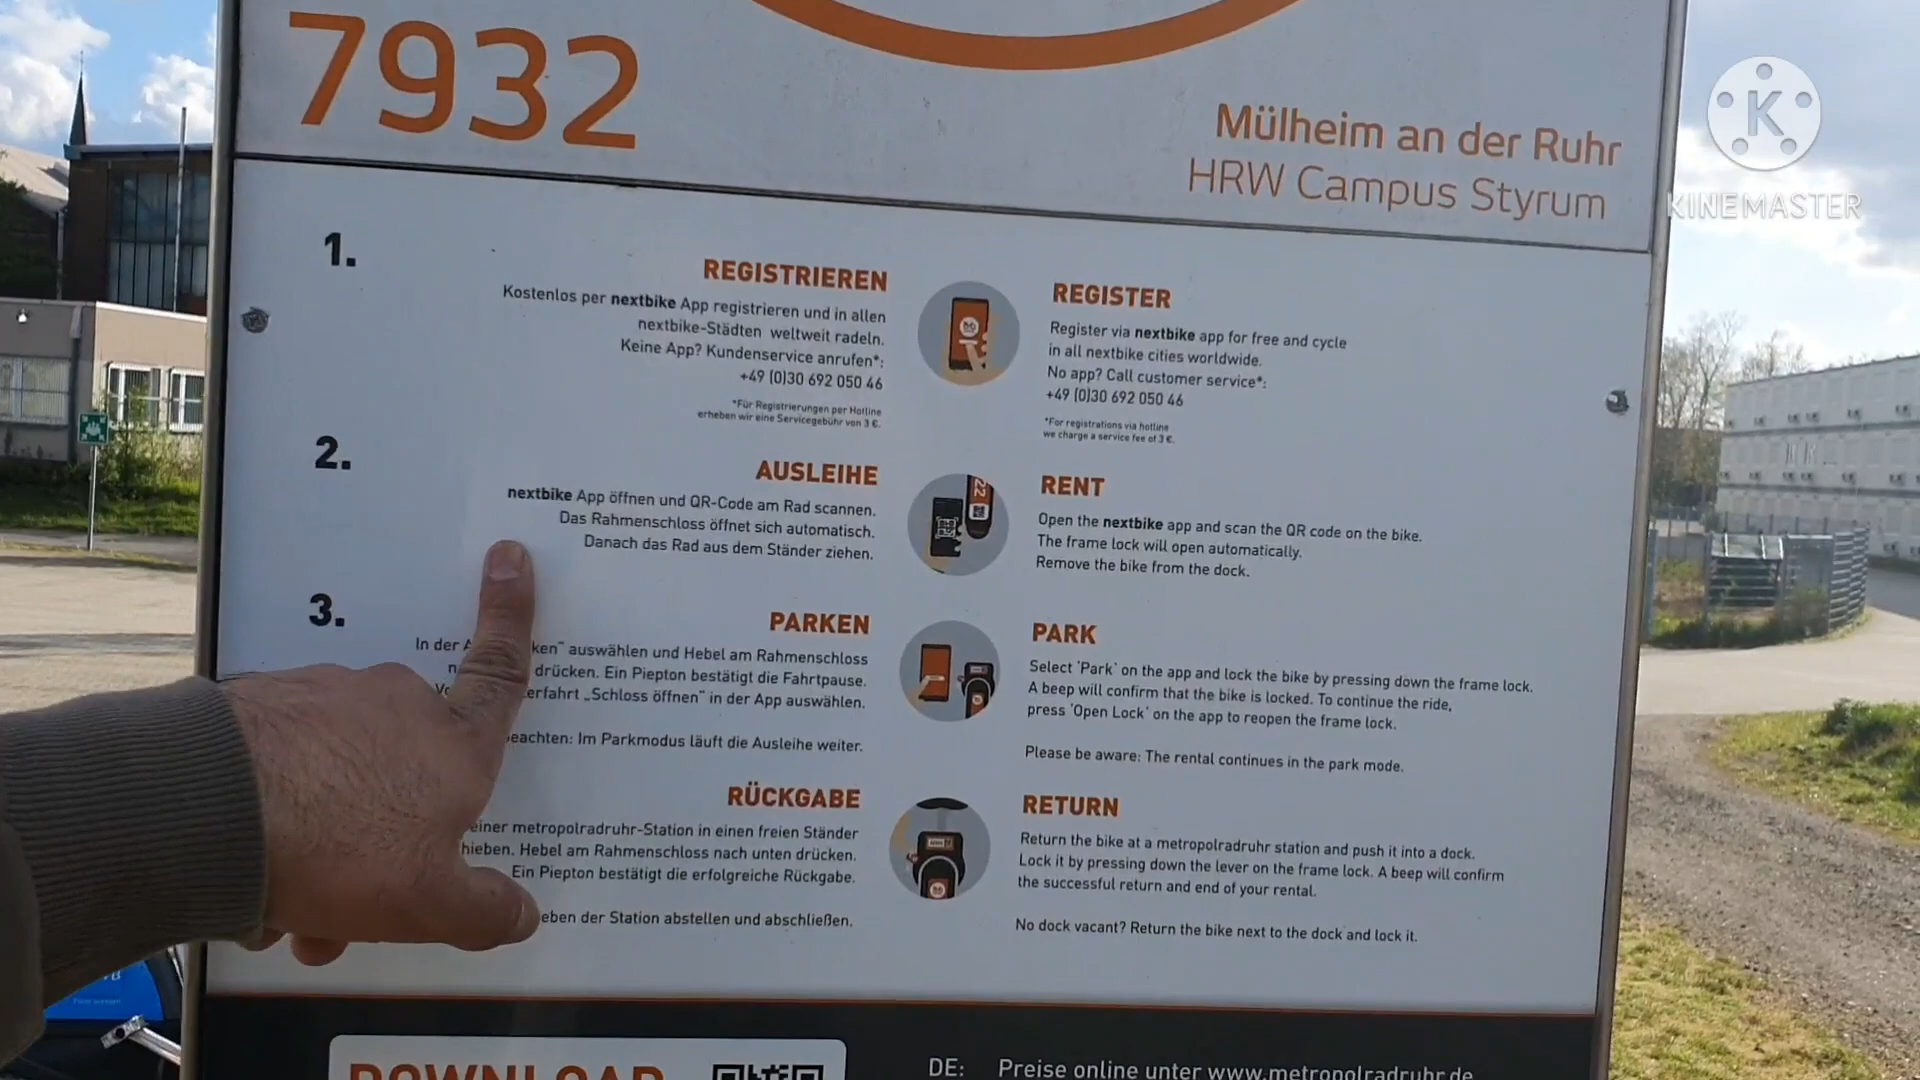 7932
Mülheim an der Ruhr
HRW Campus Styrum
KINEMASTER
1.
REGISTRIEREN
Kostenlos per nextbike App registrieren und in allen
nextbike-Städten weltweit radeln.
Keine App? Kundenservice anrufen*:
+49 (0)30 692 050 46
*Für Registrierungen per Hotline
erheben wir eine Servicegebühr von 3 €.
REGISTER
Register via nextbike app for free and cycle
in all nextbike cities worldwide.
No app? Call customer service*:
+49 (0)30 692 050 46
*For registrations via hotline
we charge a service fee of 3 €.
2.
AUSLEIHE
nextbike App öffnen und QR-Code am Rad scannen.
Das Rahmenschloss öffnet sich automatisch.
Danach das Rad aus dem Ständer ziehen.
RENT
Open the nextbike app and scan the QR code on the bike.
The frame lock will open automatically.
Remove the bike from the dock.
3.
PARKEN
In der auswählen und Hebel am Rahmenschloss
drücken. Ein Piepton bestätigt die Fahrtpause.
„Schloss öffnen" in der App auswählen.
Im Parkmodus läuft die Ausleihe weiter.
PARK
Select 'Park' on the app and lock the bike by pressing down the frame lock.
A beep will confirm that the bike is locked. To continue the ride,
press 'Open Lock' on the app to reopen the frame lock.
Please be aware: The rental continues in the park mode.
RÜCKGABE
einer metropolradruhr-Station in einen freien Ständer
Hebel am Rahmenschloss nach unten drücken.
Ein Piepton bestätigt die erfolgreiche Rückgabe.
der Station abstellen und abschließen.
RETURN
Return the bike at a metropolradruhr station and push it into a dock.
Lock it by pressing down the lever on the frame lock. A beep will confirm
the successful return and end of your rental.
No dock vacant? Return the bike next to the dock and lock it.
DOWNLOAD
DE: Preise online unter www.metropolradruhr.de